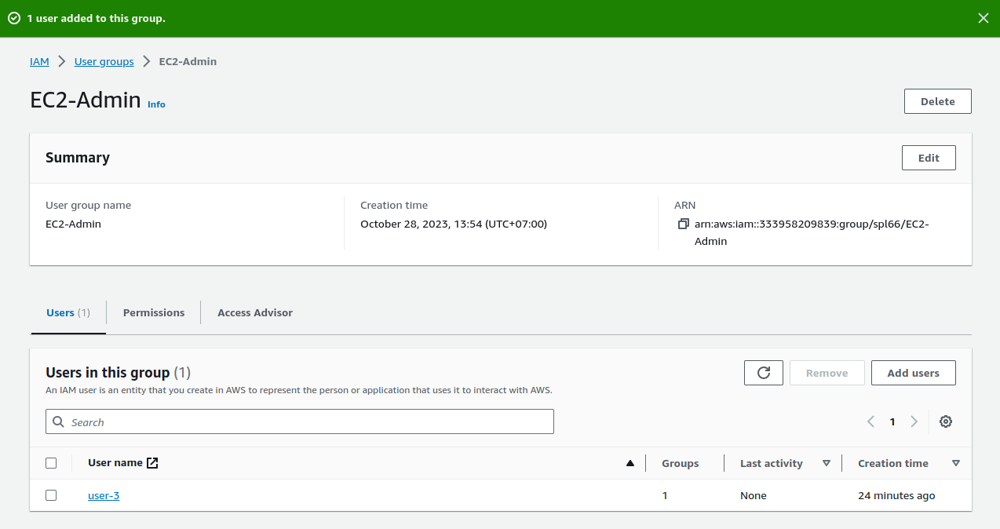 1 user added to this group.
IAM User groups EC2-Admin
EC2-Admin Info
Delete
Summary
Edit
User group name
EC2-Admin
Creation time
October 28, 2023, 13:54 (UTC+07:00)
ARN
arn:aws:iam::333958209839:group/spl66/EC2-
Admin
Users (1) Permissions Access Advisor
Users in this group (1)
An IAM user is an entity that you create in AWS to represent the person or application that uses it to interact with AWS.
Remove Add users
Search
1
User name Groups Last activity Creation time
user-3 1 None 24 minutes ago